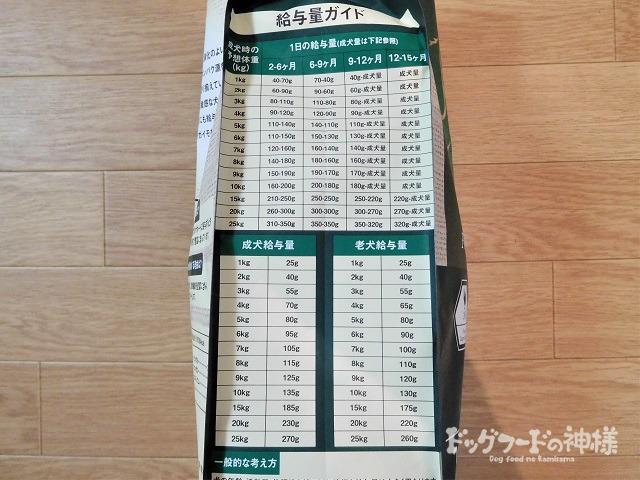 給与量ガイド
成犬時の予想体重(kg) 1日の給与量(成犬量は下記参照)
2-6ヶ月 6-9ヶ月 9-12ヶ月 12-15ヶ月
1kg 40-70g 70-40g 40g-成犬量 成犬量
2kg 60-90g 90-60g 60g-成犬量 成犬量
3kg 80-110g 110-80g 80g-成犬量 成犬量
4kg 90-120g 120-90g 90g-成犬量 成犬量
5kg 110-140g 140-110g 110g-成犬量 成犬量
6kg 110-150g 150-130g 130g-成犬量 成犬量
7kg 120-160g 160-140g 140g-成犬量 成犬量
8kg 140-180g 180-160g 160g-成犬量 成犬量
9kg 150-190g 190-170g 170g-成犬量 成犬量
10kg 160-200g 200-180g 180g-成犬量 成犬量
15kg 210-250g 250-250g 250-220g 220g-成犬量
20kg 260-300g 300-300g 300-270g 270g-成犬量
25kg 310-350g 350-350g 350-320g 320g-成犬量
成犬給与量
1kg 25g
2kg 40g
3kg 55g
4kg 70g
5kg 80g
6kg 95g
7kg 105g
8kg 115g
9kg 125g
10kg 135g
15kg 185g
20kg 230g
25kg 270g
老犬給与量
1kg 25g
2kg 40g
3kg 55g
4kg 65g
5kg 80g
6kg 90g
7kg 100g
8kg 110g
9kg 120g
10kg 130g
15kg 175g
20kg 220g
25kg 260g
一般的な考え方
ドッグフードの神様
Dog food no kamisama